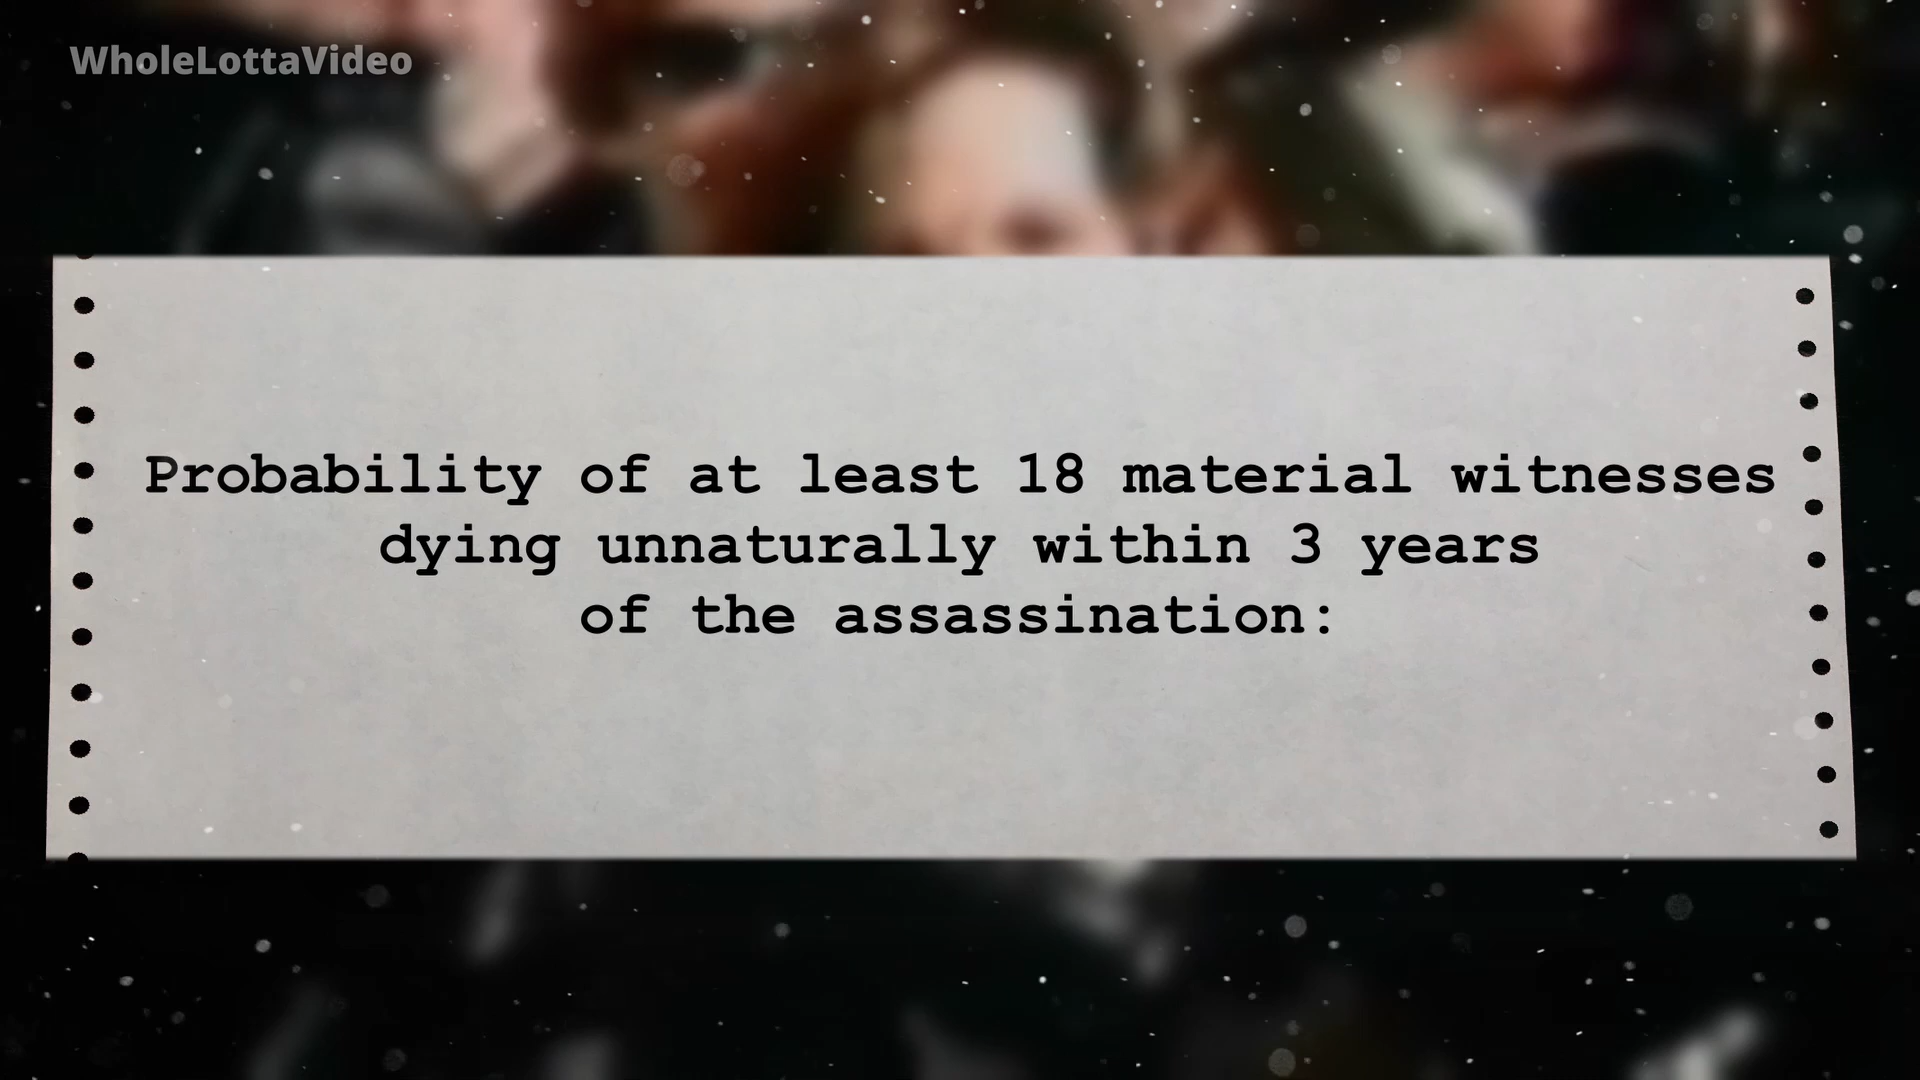 WholeLottaVideo
Probability of at least 18 material witnesses
dying unnaturally within 3 years
of the assassination: